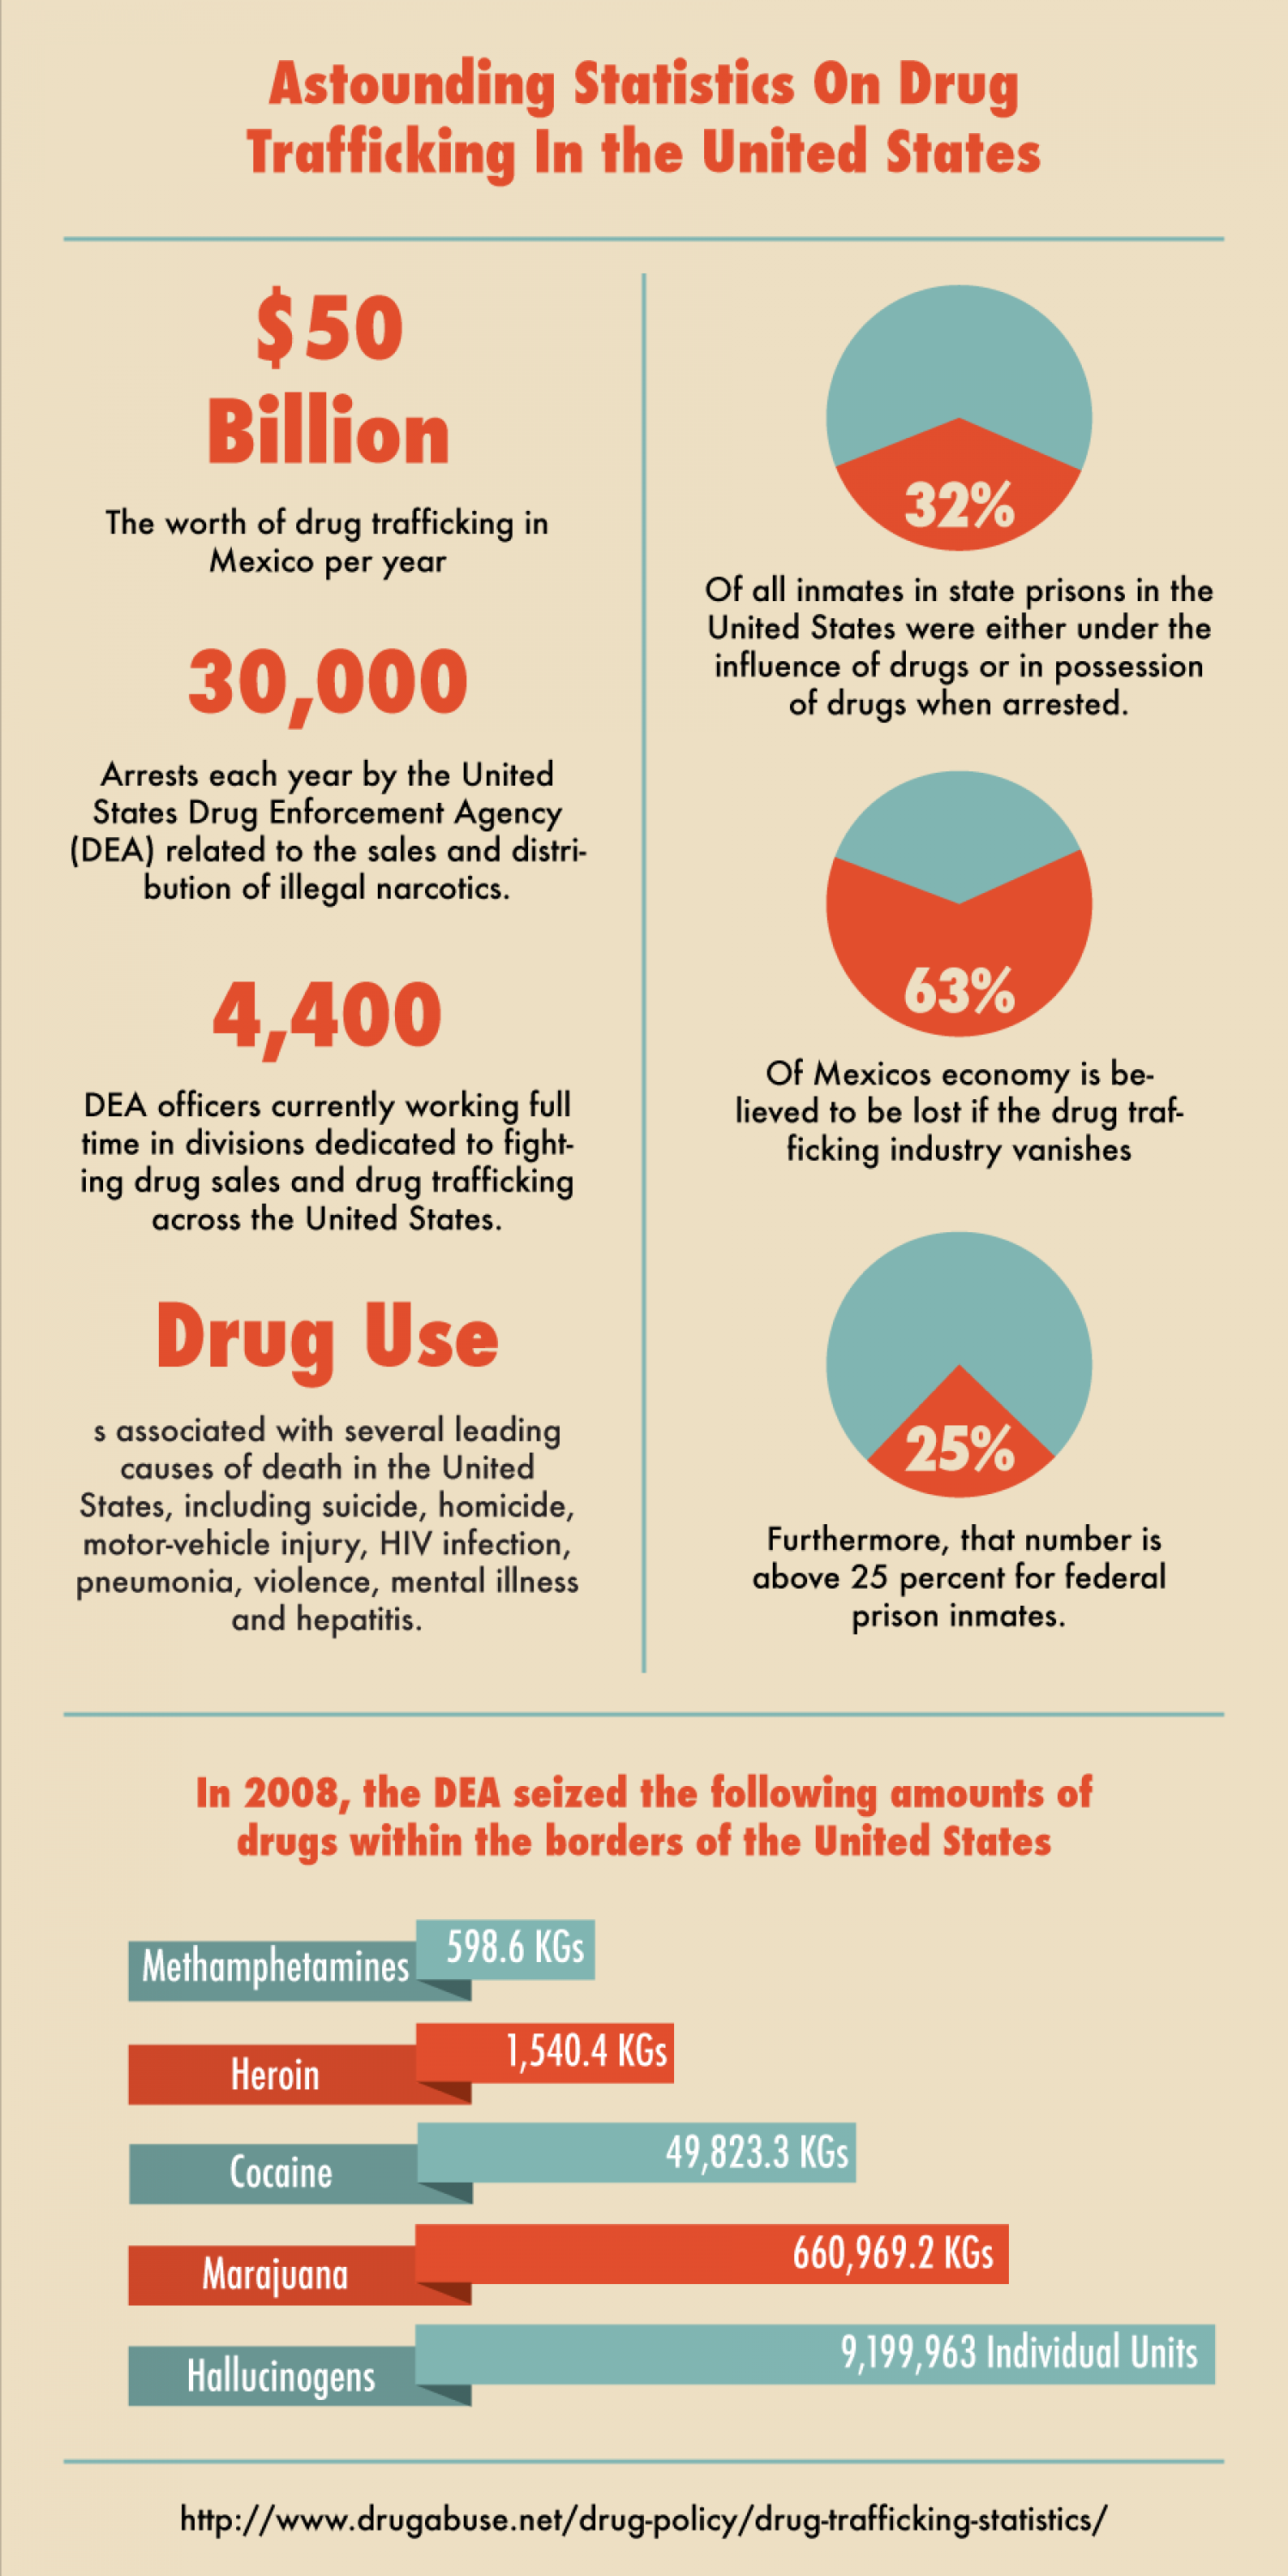 Astounding Statistics On Drug
Trafficking In the United States
$50
Billion
The worth of drug trafficking in
Mexico per year
30,000
Arrests each year by the United
States Drug Enforcement Agency
(DEA) related to the sales and distri-
bution of illegal narcotics.
4,400
DEA officers currently working full
time in divisions dedicated to fight-
ing drug sales and drug trafficking
across the United States.
Drug Use
s associated with several leading
causes of death in the United
States, including suicide, homicide,
motor-vehicle injury, HIV infection,
pneumonia, violence, mental illness
and hepatitis.
32%
Of all inmates in state prisons in the
United States were either under the
influence of drugs or in possession
of drugs when arrested.
63%
Of Mexicos economy is be-
lieved to be lost if the drug traf-
ficking industry vanishes
25%
Furthermore, that number is
above 25 percent for federal
prison inmates.
In 2008, the DEA seized the following amounts of
drugs within the borders of the United States
Methamphetamines 598.6 KGs
Heroin 1,540.4 KGs
Cocaine 49,823.3 KGs
Marajuana 660,969.2 KGs
Hallucinogens 9,199,963 Individual Units
http://www.drugabuse.net/drug-policy/drug-trafficking-statistics/